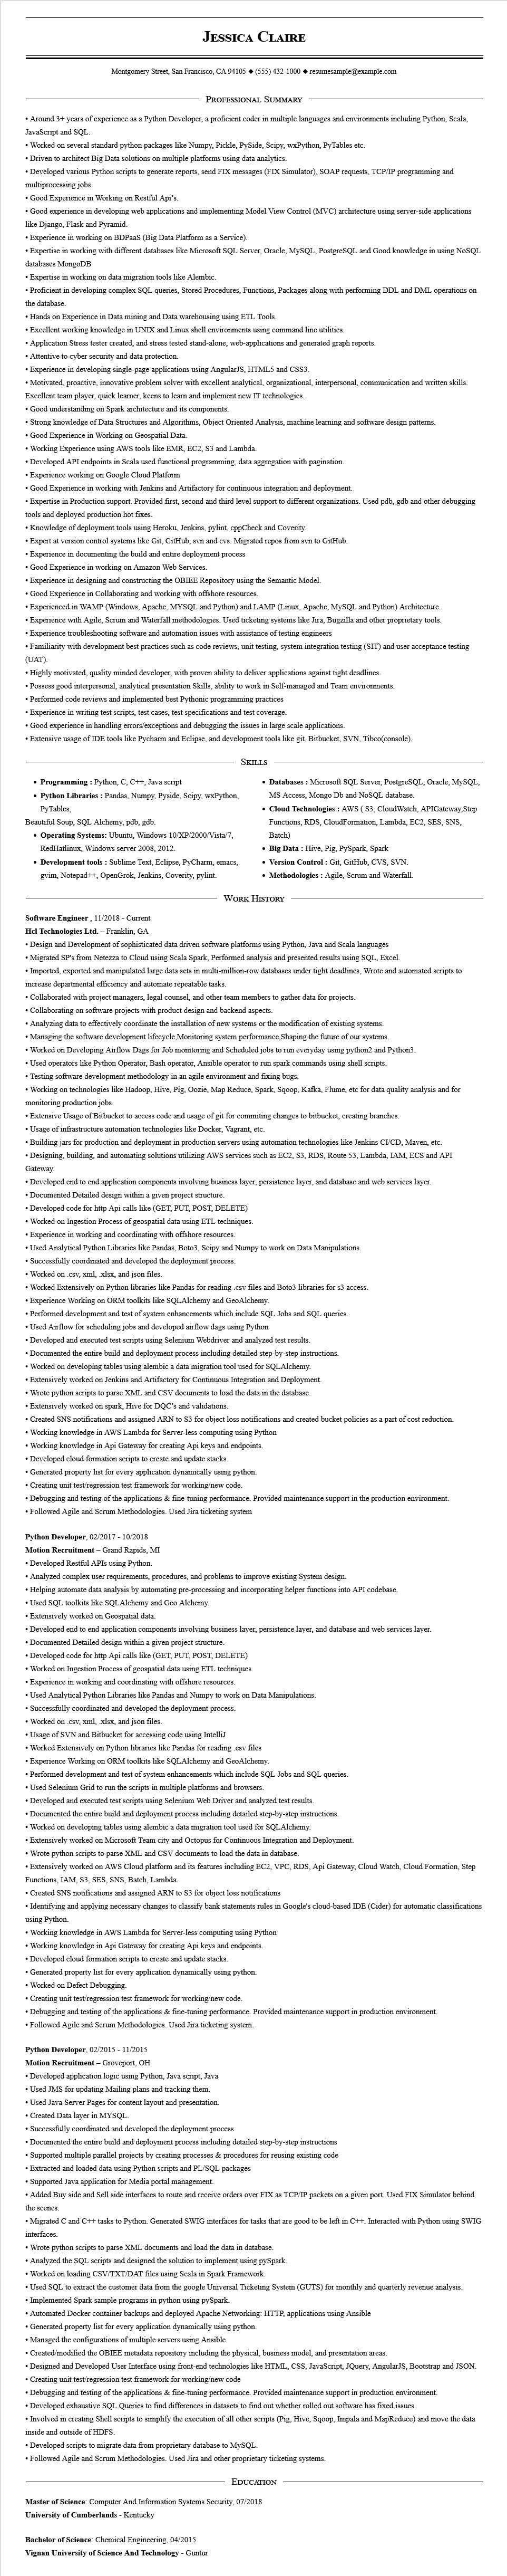 Jessica Claire
Montgomery Street, San Francisco, CA 94105 ◆ (555) 432-1000 ◆ resumesample@example.com
Professional Summary
• Around 3+ years of experience as a Python Developer, a proficient coder in multiple languages and environments including Python, Scala,
JavaScript and SQL.
• Worked on several standard python packages like Numpy, Pickle, PySide, Scipy, wxPython, PyTables etc.
• Driven to architect Big Data solutions on multiple platforms using data analytics.
• Developed various Python scripts to generate reports, send FIX messages (FIX Simulator), SOAP requests, TCP/IP programming and
multiprocessing jobs.
• Good Experience in Working on Restful Api's.
• Good experience in developing web applications and implementing Model View Control (MVC) architecture using server-side applications
like Django, Flask and Pyramid.
• Experience in working on BDPaaS (Big Data Platform as a Service).
• Expertise in working with different databases like Microsoft SQL Server, Oracle, MySQL, PostgreSQL and Good knowledge in using NoSQL
databases MongoDB
• Expertise in working on data migration tools like Alembic.
• Proficient in developing complex SQL queries, Stored Procedures, Functions, Packages along with performing DDL and DML operations on
the database.
• Hands on Experience in Data mining and Data warehousing using ETL Tools.
• Excellent working knowledge in UNIX and Linux shell environments using command line utilities.
• Application Stress tester created, and stress tested stand-alone, web-applications and generated graph reports.
• Attentive to cyber security and data protection.
• Experience in developing single-page applications using AngularJS, HTML5 and CSS3.
• Motivated, proactive, innovative problem solver with excellent analytical, organizational, interpersonal, communication and written skills.
Excellent team player, quick learner, keens to learn and implement new IT technologies.
• Good understanding on Spark architecture and its components.
• Strong knowledge of Data Structures and Algorithms, Object Oriented Analysis, machine learning and software design patterns.
• Good Experience in Working on Geospatial Data.
• Working Experience using AWS tools like EMR, EC2, S3 and Lambda.
• Developed API endpoints in Scala used functional programming, data aggregation with pagination.
• Experience working on Google Cloud Platform
• Good Experience in working with Jenkins and Artifactory for continuous integration and deployment.
• Expertise in Production support. Provided first, second and third level support to different organizations. Used pdb, gdb and other debugging
tools and deployed production hot fixes.
• Knowledge of deployment tools using Heroku, Jenkins, pylint, cppCheck and Coverity.
• Expert at version control systems like Git, GitHub, svn and cvs. Migrated repos from svn to GitHub.
• Experience in documenting the build and entire deployment process
• Good Experience in working on Amazon Web Services.
• Experience in designing and constructing the OBIEE Repository using the Semantic Model.
• Good Experience in Collaborating and working with offshore resources.
• Experienced in WAMP (Windows, Apache, MYSQL and Python) and LAMP (Linux, Apache, MySQL and Python) Architecture.
• Experience with Agile, Scrum and Waterfall methodologies. Used ticketing systems like Jira, Bugzilla and other proprietary tools.
• Experience troubleshooting software and automation issues with assistance of testing engineers
• Familiarity with development best practices such as code reviews, unit testing, system integration testing (SIT) and user acceptance testing
(UAT).
• Highly motivated, quality minded developer, with proven ability to deliver applications against tight deadlines.
• Possess good interpersonal, analytical presentation Skills, ability to work in Self-managed and Team environments.
• Performed code reviews and implemented best Pythonic programming practices
• Experience in writing test scripts, test cases, test specifications and test coverage.
• Good experience in handling errors/exceptions and debugging the issues in large scale applications.
• Extensive usage of IDE tools like Pycharm and Eclipse, and development tools like git, Bitbucket, SVN, Tibco(console).
Skills
• Programming : Python, C, C++, Java script
• Python Libraries : Pandas, Numpy, Pyside, Scipy, wxPython,
PyTables,
Beautiful Soup, SQL Alchemy, pdb, gdb.
• Operating Systems: Ubuntu, Windows 10/XP/2000/Vista/7,
RedHatlinux, Windows server 2008, 2012.
• Development tools : Sublime Text, Eclipse, PyCharm, emacs,
gvim, Notepad++, OpenGrok, Jenkins, Coverity, pylint.
• Databases : Microsoft SQL Server, PostgreSQL, Oracle, MySQL,
MS Access, Mongo Db and NoSQL database.
• Cloud Technologies : AWS ( S3, CloudWatch, APIGateway,Step
Functions, RDS, CloudFormation, Lambda, EC2, SES, SNS,
Batch)
• Big Data : Hive, Pig, PySpark, Spark
• Version Control : Git, GitHub, CVS, SVN.
• Methodologies : Agile, Scrum and Waterfall.
Work History
Software Engineer , 11/2018 - Current
Hcl Technologies Ltd. – Franklin, GA
• Design and Development of sophisticated data driven software platforms using Python, Java and Scala languages
• Migrated SP's from Netezza to Cloud using Scala Spark, Performed analysis and presented results using SQL, Excel.
• Imported, exported and manipulated large data sets in multi-million-row databases under tight deadlines, Wrote and automated scripts to
increase departmental efficiency and automate repeatable tasks.
• Collaborated with project managers, legal counsel, and other team members to gather data for projects.
• Collaborating on software projects with product design and backend aspects.
• Analyzing data to effectively coordinate the installation of new systems or the modification of existing systems.
• Managing the software development lifecycle,Monitoring system performance,Shaping the future of our systems.
• Worked on Developing Airflow Dags for Job monitoring and Scheduled jobs to run everyday using python2 and Python3.
• Used operators like Python Operator, Bash operator, Ansible operator to run spark commands using shell scripts.
• Testing software development methodology in an agile environment and fixing bugs.
• Working on technologies like Hadoop, Hive, Pig, Oozie, Map Reduce, Spark, Sqoop, Kafka, Flume, etc for data quality analysis and for
monitoring production jobs.
• Extensive Usage of Bitbucket to access code and usage of git for commiting changes to bitbucket, creating branches.
• Usage of infrastructure automation technologies like Docker, Vagrant, etc.
• Building jars for production and deployment in production servers using automation technologies like Jenkins CI/CD, Maven, etc.
• Designing, building, and automating solutions utilizing AWS services such as EC2, S3, RDS, Route 53, Lambda, IAM, ECS and API
Gateway.
• Developed end to end application components involving business layer, persistence layer, and database and web services layer.
• Documented Detailed design within a given project structure.
• Developed code for http Api calls like (GET, PUT, POST, DELETE)
• Worked on Ingestion Process of geospatial data using ETL techniques.
• Experience in working and coordinating with offshore resources.
• Used Analytical Python Libraries like Pandas, Boto3, Scipy and Numpy to work on Data Manipulations.
• Successfully coordinated and developed the deployment process.
• Worked on .csv, xml, .xlsx, and json files.
• Worked Extensively on Python libraries like Pandas for reading .csv files and Boto3 libraries for s3 access.
• Experience Working on ORM toolkits like SQLAlchemy and GeoAlchemy.
• Performed development and test of system enhancements which include SQL Jobs and SQL queries.
• Used Airflow for scheduling jobs and developed airflow dags using Python
• Developed and executed test scripts using Selenium Webdriver and analyzed test results.
• Documented the entire build and deployment process including detailed step-by-step instructions.
• Worked on developing tables using alembic a data migration tool used for SQLAlchemy.
• Extensively worked on Jenkins and Artifactory for Continuous Integration and Deployment.
• Wrote python scripts to parse XML and CSV documents to load the data in the database.
• Extensively worked on spark, Hive for DQC's and validations.
• Created SNS notifications and assigned ARN to S3 for object loss notifications and created bucket policies as a part of cost reduction.
• Working knowledge in AWS Lambda for Server-less computing using Python
• Working knowledge in Api Gateway for creating Api keys and endpoints.
• Developed cloud formation scripts to create and update stacks.
• Generated property list for every application dynamically using python.
• Creating unit test/regression test framework for working/new code.
• Debugging and testing of the applications & fine-tuning performance. Provided maintenance support in the production environment.
• Followed Agile and Scrum Methodologies. Used Jira ticketing system
Python Developer, 02/2017 - 10/2018
Motion Recruitment – Grand Rapids, MI
• Developed Restful APIs using Python.
• Analyzed complex user requirements, procedures, and problems to improve existing System design.
• Helping automate data analysis by automating pre-processing and incorporating helper functions into API codebase.
• Used SQL toolkits like SQLAlchemy and Geo Alchemy.
• Extensively worked on Geospatial data.
• Developed end to end application components involving business layer, persistence layer, and database and web services layer.
• Documented Detailed design within a given project structure.
• Developed code for http Api calls like (GET, PUT, POST, DELETE)
• Worked on Ingestion Process of geospatial data using ETL techniques.
• Experience in working and coordinating with offshore resources.
• Used Analytical Python Libraries like Pandas and Numpy to work on Data Manipulations.
• Successfully coordinated and developed the deployment process.
• Worked on .csv, xml, .xlsx, and json files.
• Usage of SVN and Bitbucket for accessing code using IntelliJ
• Worked Extensively on Python libraries like Pandas for reading .csv files
• Experience Working on ORM toolkits like SQLAlchemy and GeoAlchemy.
• Performed development and test of system enhancements which include SQL Jobs and SQL queries.
• Used Selenium Grid to run the scripts in multiple platforms and browsers.
• Developed and executed test scripts using Selenium Web Driver and analyzed test results.
• Documented the entire build and deployment process including detailed step-by-step instructions.
• Worked on developing tables using alembic a data migration tool used for SQLAlchemy.
• Extensively worked on Microsoft Team city and Octopus for Continuous Integration and Deployment.
• Wrote python scripts to parse XML and CSV documents to load the data in database.
• Extensively worked on AWS Cloud platform and its features including EC2, VPC, RDS, Api Gateway, Cloud Watch, Cloud Formation, Step
Functions, IAM, S3, SES, SNS, Batch, Lambda.
• Created SNS notifications and assigned ARN to S3 for object loss notifications
• Identifying and applying necessary changes to classify bank statements rules in Google's cloud-based IDE (Cider) for automatic classifications
using Python.
• Working knowledge in AWS Lambda for Server-less computing using Python
• Working knowledge in Api Gateway for creating Api keys and endpoints.
• Developed cloud formation scripts to create and update stacks.
• Generated property list for every application dynamically using python.
• Worked on Defect Debugging.
• Creating unit test/regression test framework for working/new code.
• Debugging and testing of the applications & fine-tuning performance. Provided maintenance support in production environment.
• Followed Agile and Scrum Methodologies. Used Jira ticketing system.
Python Developer, 02/2015 - 11/2015
Motion Recruitment – Groveport, OH
• Developed application logic using Python, Java script, Java
• Used JMS for updating Mailing plans and tracking them.
• Used Java Server Pages for content layout and presentation.
• Created Data layer in MYSQL.
• Successfully coordinated and developed the deployment process
• Documented the entire build and deployment process including detailed step-by-step instructions
• Supported multiple parallel projects by creating processes & procedures for reusing existing code
• Extracted and loaded data using Python scripts and PL/SQL packages
• Supported Java application for Media portal management.
• Added Buy side and Sell side interfaces to route and receive orders over FIX as TCP/IP packets on a given port. Used FIX Simulator behind
the scenes.
• Migrated C and C++ tasks to Python. Generated SWIG interfaces for tasks that are good to be left in C++. Interacted with Python using SWIG
interfaces.
• Wrote python scripts to parse XML documents and load the data in database.
• Analyzed the SQL scripts and designed the solution to implement using pySpark.
• Worked on loading CSV/TXT/DAT files using Scala in Spark Framework.
• Used SQL to extract the customer data from the google Universal Ticketing System (GUTS) for monthly and quarterly revenue analysis.
• Implemented Spark sample programs in python using pySpark.
• Automated Docker container backups and deployed Apache Networking: HTTP, applications using Ansible
• Generated property list for every application dynamically using python.
• Managed the configurations of multiple servers using Ansible.
• Created/modified the OBIEE metadata repository including the physical, business model, and presentation areas.
• Designed and Developed User Interface using front-end technologies like HTML, CSS, JavaScript, JQuery, AngularJS, Bootstrap and JSON.
• Creating unit test/regression test framework for working/new code
• Debugging and testing of the applications & fine-tuning performance. Provided maintenance support in production environment.
• Developed exhaustive SQL Queries to find differences in datasets to find out whether rolled out software has fixed issues.
• Involved in creating Shell scripts to simplify the execution of all other scripts (Pig, Hive, Sqoop, Impala and MapReduce) and move the data
inside and outside of HDFS.
• Developed scripts to migrate data from proprietary database to MySQL.
• Followed Agile and Scrum Methodologies. Used Jira and other proprietary ticketing systems.
Education
Master of Science: Computer And Information Systems Security, 07/2018
University of Cumberlands - Kentucky
Bachelor of Science: Chemical Engineering, 04/2015
Vignan University of Science And Technology - Guntur